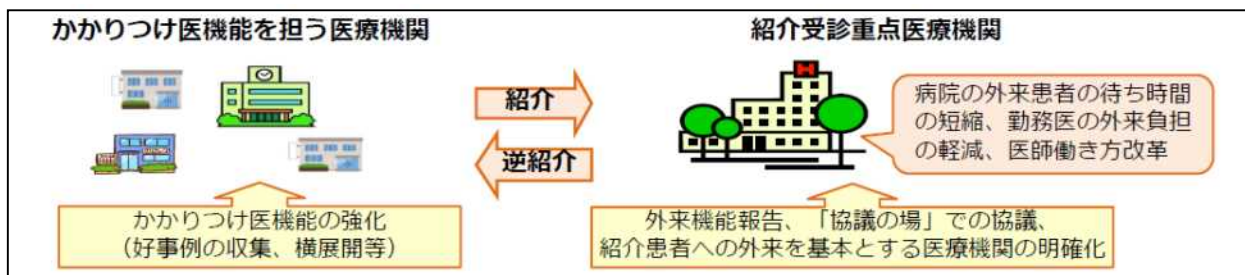 かかりつけ医機能を担う医療機関
紹介受診重点医療機関
紹介
逆紹介
病院の外来患者の待ち時間
の短縮、勤務医の外来負担
の軽減、医師働き方改革
かかりつけ医機能の強化
(好事例の収集、横展開等)
外来機能報告、「協議の場」での協議、
紹介患者への外来を基本とする医療機関の明確化